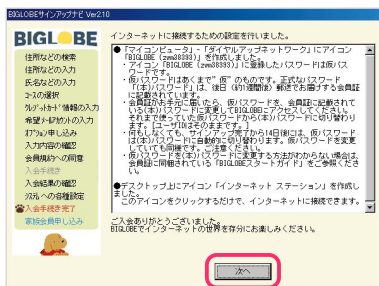 BIGLOBEサインアップナビ Ver2.10
BIGLOBE
住所などの検索
住所などの入力
氏名などの入力
コースの選択
クレジットカード情報の入力
希望メールアカウントの入力
オプション申し込み
入力内容の確認
会員規約への同意
入会手続き
入会結果の確認
システムへの各種設定
入会手続き完了
家族会員申し込み
インターネットに接続するための設定を行いました。
●「マイコンピュータ」-「ダイヤルアップネットワーク」にアイコン
「BIGLOBE (zwm38393)」を作成しました。
・アイコン「BIGLOBE (zwm38393)」に登録したパスワードは仮パス
ワードです。
・仮パスワードはあくまで"仮"のものです。正式なパスワード
「(本)パスワード」は、後日(約1週間後)郵送でお届けする会員証
に記載されています。
・会員証がお手元に届いたら、仮パスワードを、会員証に記載されて
いる(本)パスワードに変更してBIGLOBEにアクセスしてください。
それまで使っていた仮パスワードから(本)パスワードに切り替わり
ます。[ユーザIDはそのままです。]
・何もしなくても、サインアップ完了から14日後には、仮パスワード
は(本)パスワードに自動的に切り替わります。仮パスワードを変更
していても同様です。ご注意ください。
・仮パスワードを(本)パスワードに変更する方法がわからない場合は、
会員証に同封されている「BIGLOBEスタートガイド」をご参照くださ
い。
●デスクトップ上にアイコン「インターネット ステーション」を作成し
ました。
このアイコンをクリックするだけで、インターネットに接続できます。
ご入会ありがとうございました。
BIGLOBEでインターネットの世界を存分にお楽しみください。
次へ